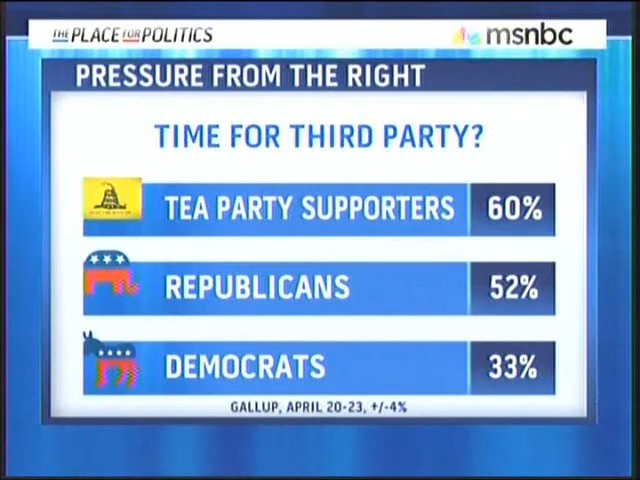 THE PLACE FOR POLITICS
msnbc
PRESSURE FROM THE RIGHT
TIME FOR THIRD PARTY?
TEA PARTY SUPPORTERS 60%
REPUBLICANS 52%
DEMOCRATS 33%
GALLUP, APRIL 20-23, +/-4%